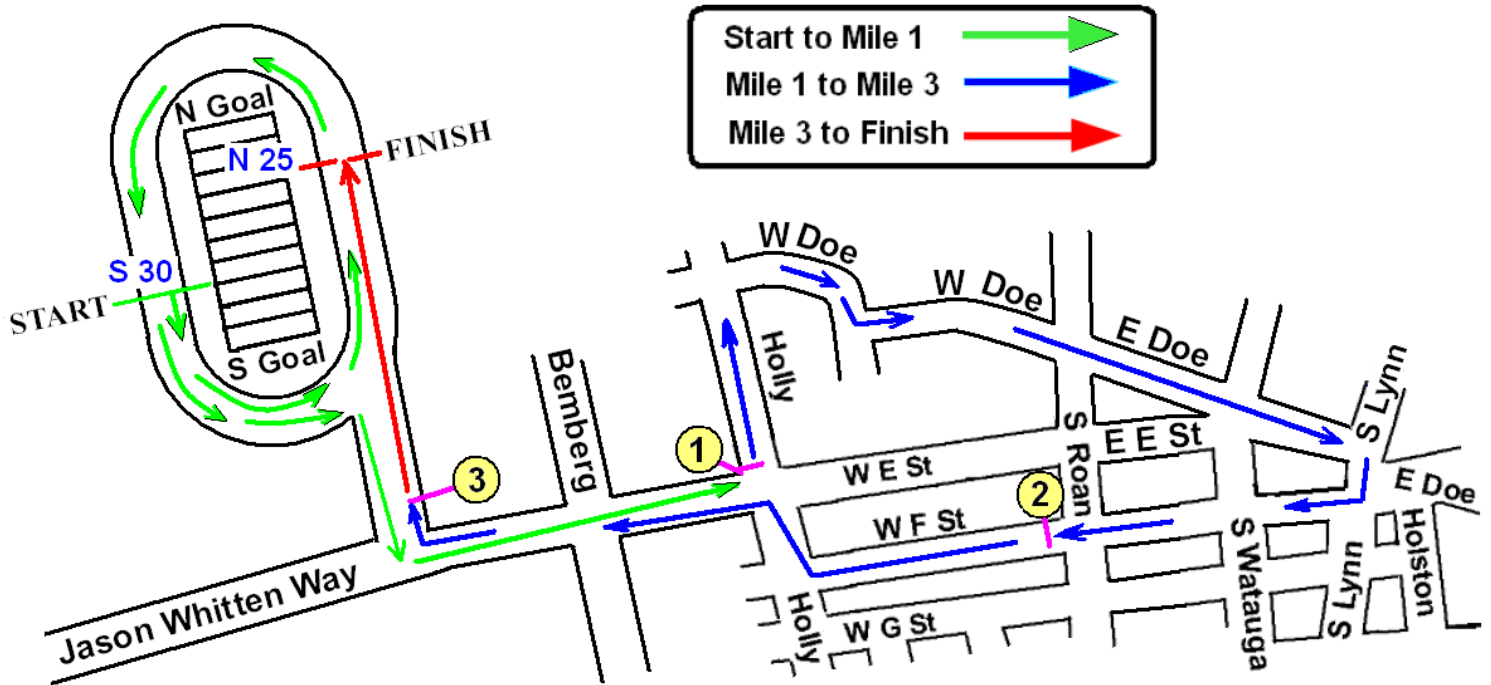 Start to Mile 1
Mile 1 to Mile 3
Mile 3 to Finish
N Goal
N 25
FINISH
S 30
START
S Goal
W Doe
W Doe
E Doe
S Lynn
Holly
Bemberg
S Roan
E E St
1
W E St
3
2
E Doe
W F St
Holston
S Watauga
S Lynn
Jason Whitten Way
Holly
W G St